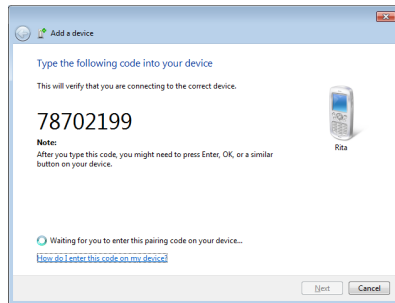 Add a device
Type the following code into your device
This will verify that you are connecting to the correct device.
78702199
Note:
After you type this code, you might need to press Enter, OK, or a similar
button on your device.
Rita
Waiting for you to enter this pairing code on your device...
How do I enter this code on my device?
Next
Cancel